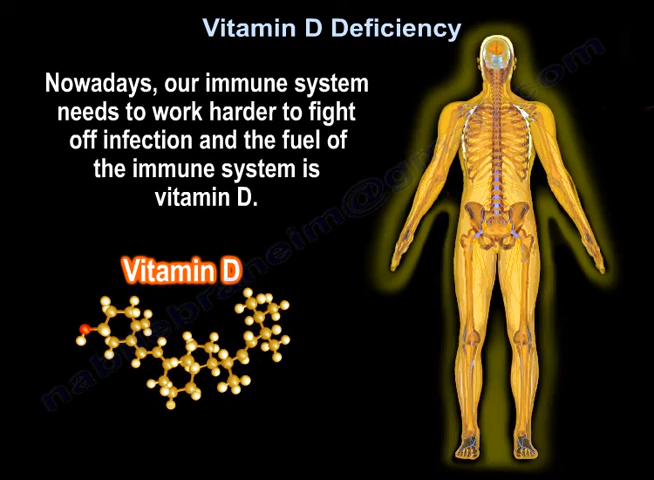 Vitamin D Deficiency
Nowadays, our immune system
needs to work harder to fight
off infection and the fuel of
the immune system is
vitamin D.
Vitamin D